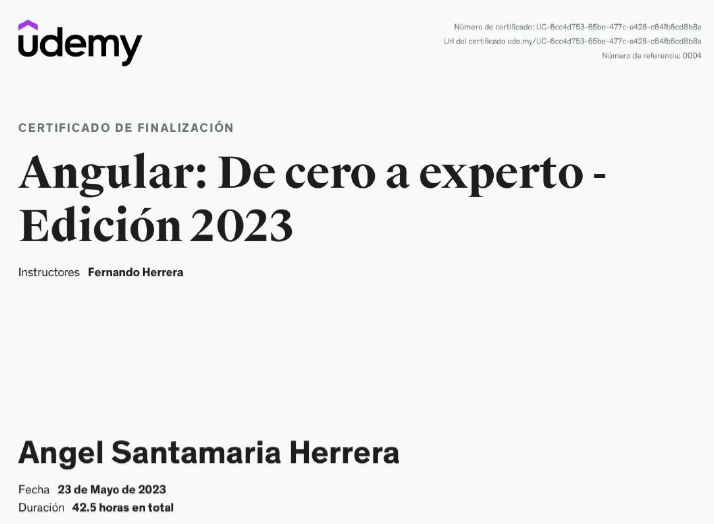 udemy
Número de certificado: UC-6cc4d753-65be-477c-a428-c64fb6cd8b8a
Url del certificado ude.my/UC-6cc4d753-65be-477c-a428-c64fb6cd8b8a
Número de referencia: 0004
CERTIFICADO DE FINALIZACIÓN
Angular: De cero a experto -
Edición 2023
Instructores Fernando Herrera
Angel Santamaria Herrera
Fecha 23 de Mayo de 2023
Duración 42.5 horas en total